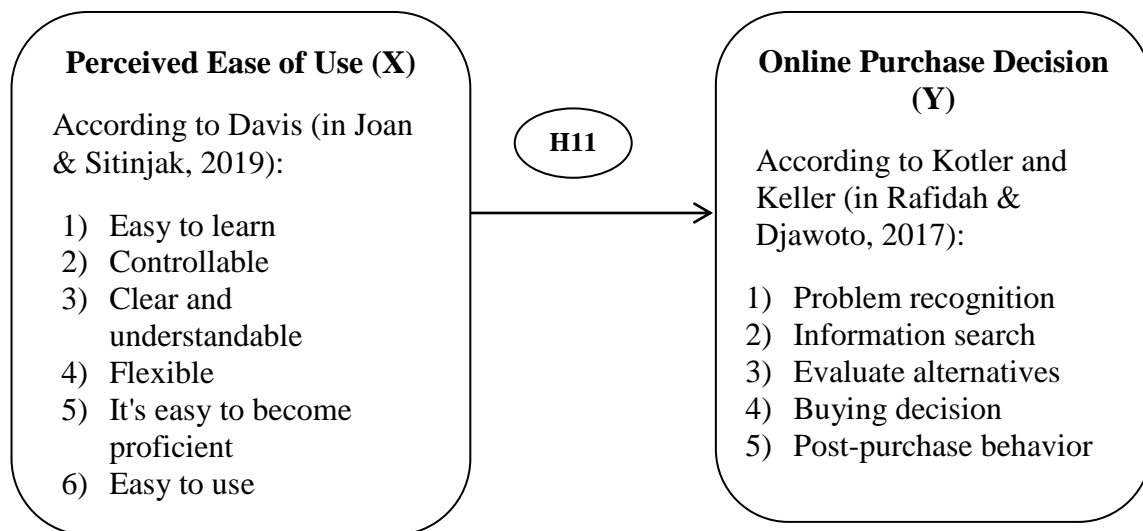 Perceived Ease of Use (X)
According to Davis (in Joan
& Sitinjak, 2019):
1) Easy to learn
2) Controllable
3) Clear and
understandable
4) Flexible
5) It's easy to become
proficient
6) Easy to use
H11
Online Purchase Decision
(Y)
According to Kotler and
Keller (in Rafidah &
Djawoto, 2017):
1) Problem recognition
2) Information search
3) Evaluate alternatives
4) Buying decision
5) Post-purchase behavior